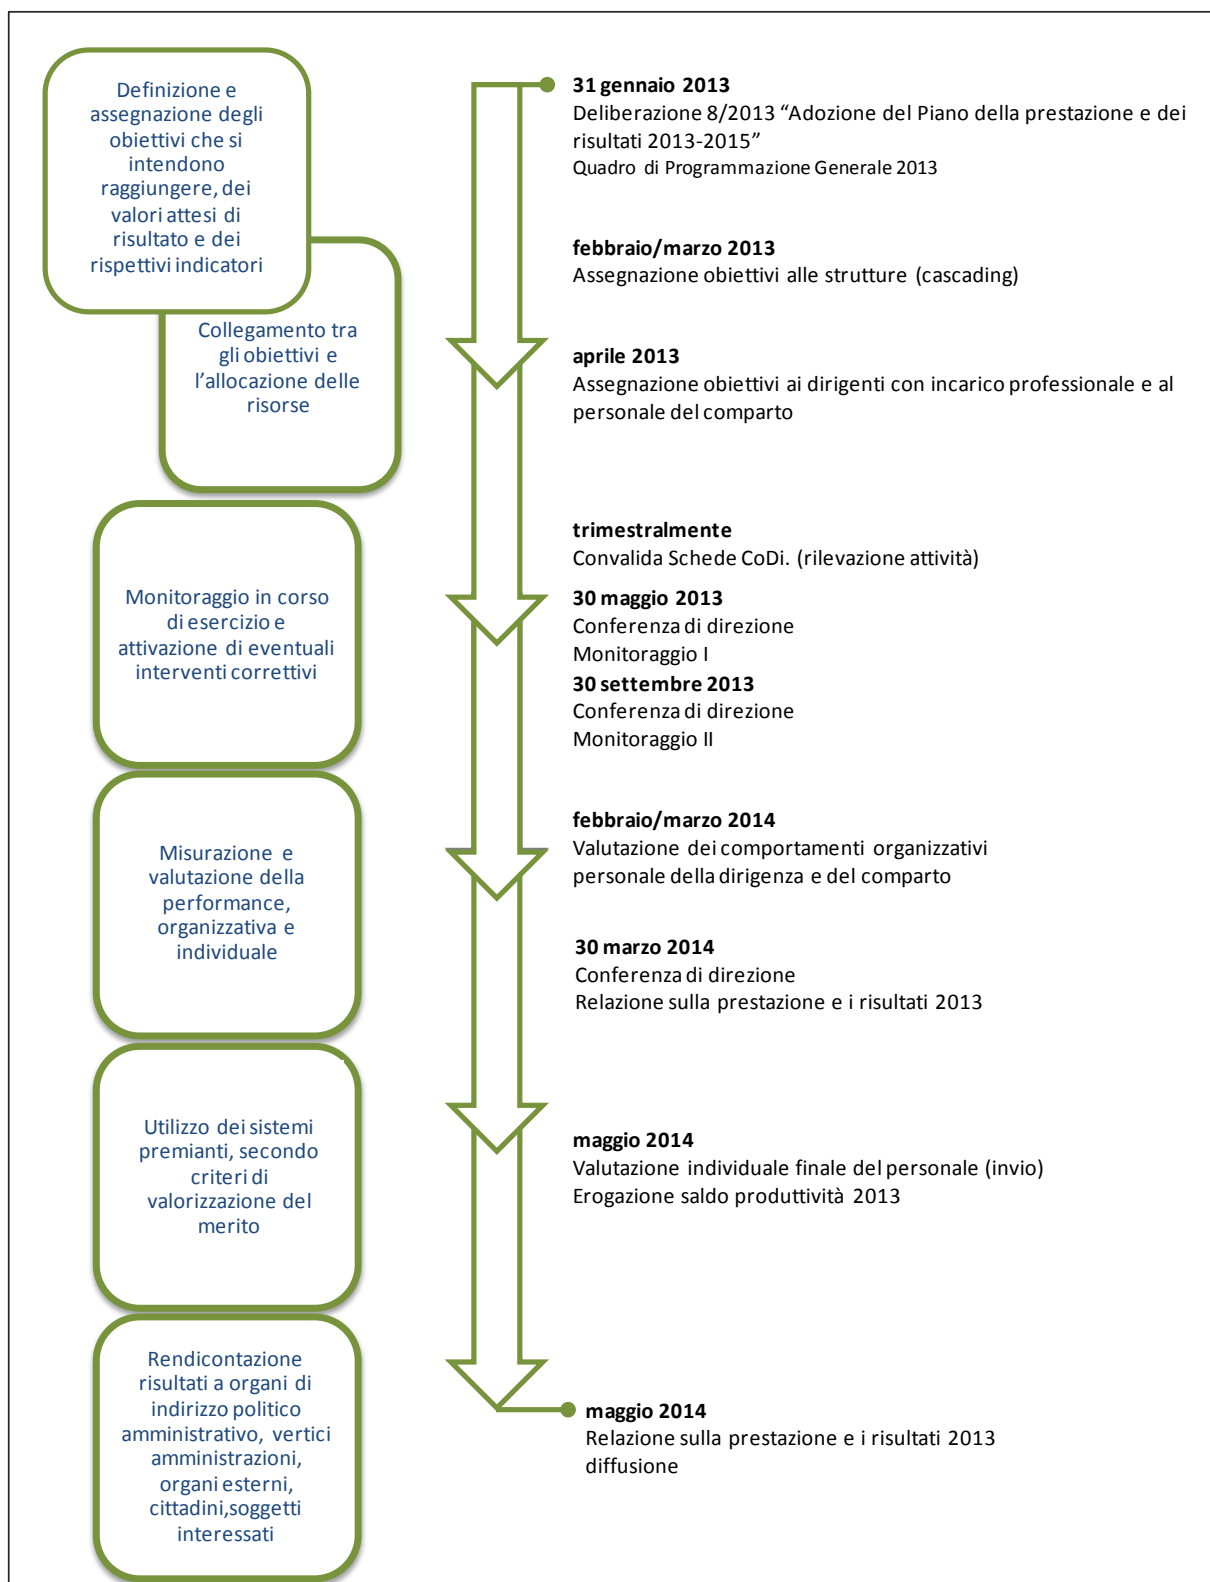 Definizione e
assegnazione degli
obiettivi che si
intendono
raggiungere, dei
valori attesi di
risultato e dei
rispettivi indicatori
Collegamento tra
gli obiettivi e
l'allocazione delle
risorse
Monitoraggio in corso
di esercizio e
attivazione di eventuali
interventi correttivi
Misurazione e
valutazione della
performance,
organizzativa e
individuale
Utilizzo dei sistemi
premianti, secondo
criteri di
valorizzazione del
merito
Rendicontazione
risultati a organi di
indirizzo politico
amministrativo, vertici
amministrazioni,
organi esterni,
cittadini,soggetti
interessati
31 gennaio 2013
Deliberazione 8/2013 “Adozione del Piano della prestazione e dei
risultati 2013-2015”
Quadro di Programmazione Generale 2013
febbraio/marzo 2013
Assegnazione obiettivi alle strutture (cascading)
aprile 2013
Assegnazione obiettivi ai dirigenti con incarico professionale e al
personale del comparto
trimestralmente
Convalida Schede CoDi. (rilevazione attività)
30 maggio 2013
Conferenza di direzione
Monitoraggio I
30 settembre 2013
Conferenza di direzione
Monitoraggio II
febbraio/marzo 2014
Valutazione dei comportamenti organizzativi
personale della dirigenza e del comparto
30 marzo 2014
Conferenza di direzione
Relazione sulla prestazione e i risultati 2013
maggio 2014
Valutazione individuale finale del personale (invio)
Erogazione saldo produttività 2013
maggio 2014
Relazione sulla prestazione e i risultati 2013
diffusione